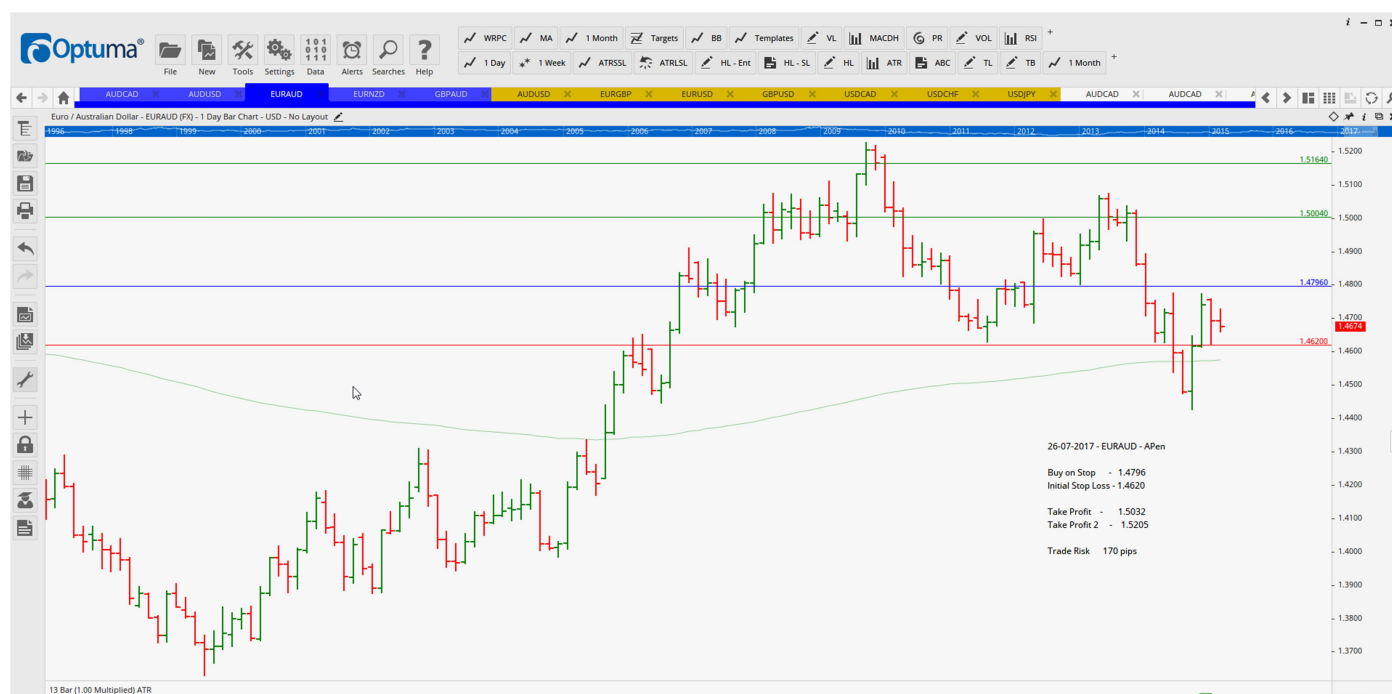 Optuma®
File
New
Tools
Settings
Data
Alerts
Searches
Help
WRPC
MA
1 Month
Targets
BB
Templates
VL
MACDH
PR
VOL
RSI
+
1 Day
1 Week
ATRSSL
ATRLSL
HL - Ent
HL - SL
HL
ATR
ABC
TL
TB
1 Month
+
AUDCAD
AUDUSD
EURAUD
EURNZD
GBPAUD
AUDUSD
EURGBP
EURUSD
GBPUSD
USDCAD
USDCHF
USDJPY
AUDCAD
AUDCAD
Euro / Australian Dollar - EURAUD (FX) - 1 Day Bar Chart - USD - No Layout
1996 1998 1999 2000 2001 2002 2003 2004 2005 2006 2007 2008 2009 2010 2011 2012 2013 2014 2015 2016 2017
1.5200
1.51640
1.5100
1.50040
1.5000
1.4900
1.47960
1.4800
1.4700
1.4674
1.46200
1.4600
1.4500
1.4400
1.4300
1.4200
1.4100
1.4000
1.3900
1.3800
1.3700
26-07-2017 - EURAUD - APen
Buy on Stop - 1.4796
Initial Stop Loss - 1.4620
Take Profit - 1.5032
Take Profit 2 - 1.5205
Trade Risk 170 pips
13 Bar (1.00 Multiplied) ATR